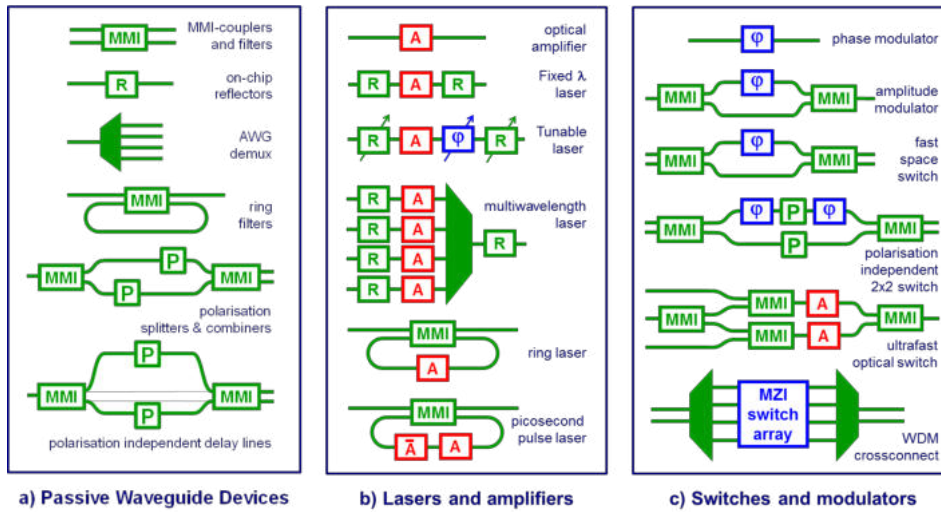 MMI
MMI-couplers
and filters
R
on-chip
reflectors
AWG
demux
MMI
ring
filters
P
MMI MMI
P
polarisation
splitters & combiners
P
MMI MMI
P
polarisation independent delay lines
a) Passive Waveguide Devices
A
optical
amplifier
R A R
Fixed λ
laser
R A φ R
Tunable
laser
R A
R A
R A
R A
R
multiwavelength
laser
MMI
A
ring laser
MMI
A̅ A
picosecond
pulse laser
b) Lasers and amplifiers
φ
phase modulator
φ
MMI MMI
amplitude
modulator
φ
MMI MMI
fast
space
switch
φ P φ
MMI MMI
P
polarisation
independent
2x2 switch
MMI A
MMI MMI
MMI A
ultrafast
optical switch
MZI
switch
array
WDM
crossconnect
c) Switches and modulators